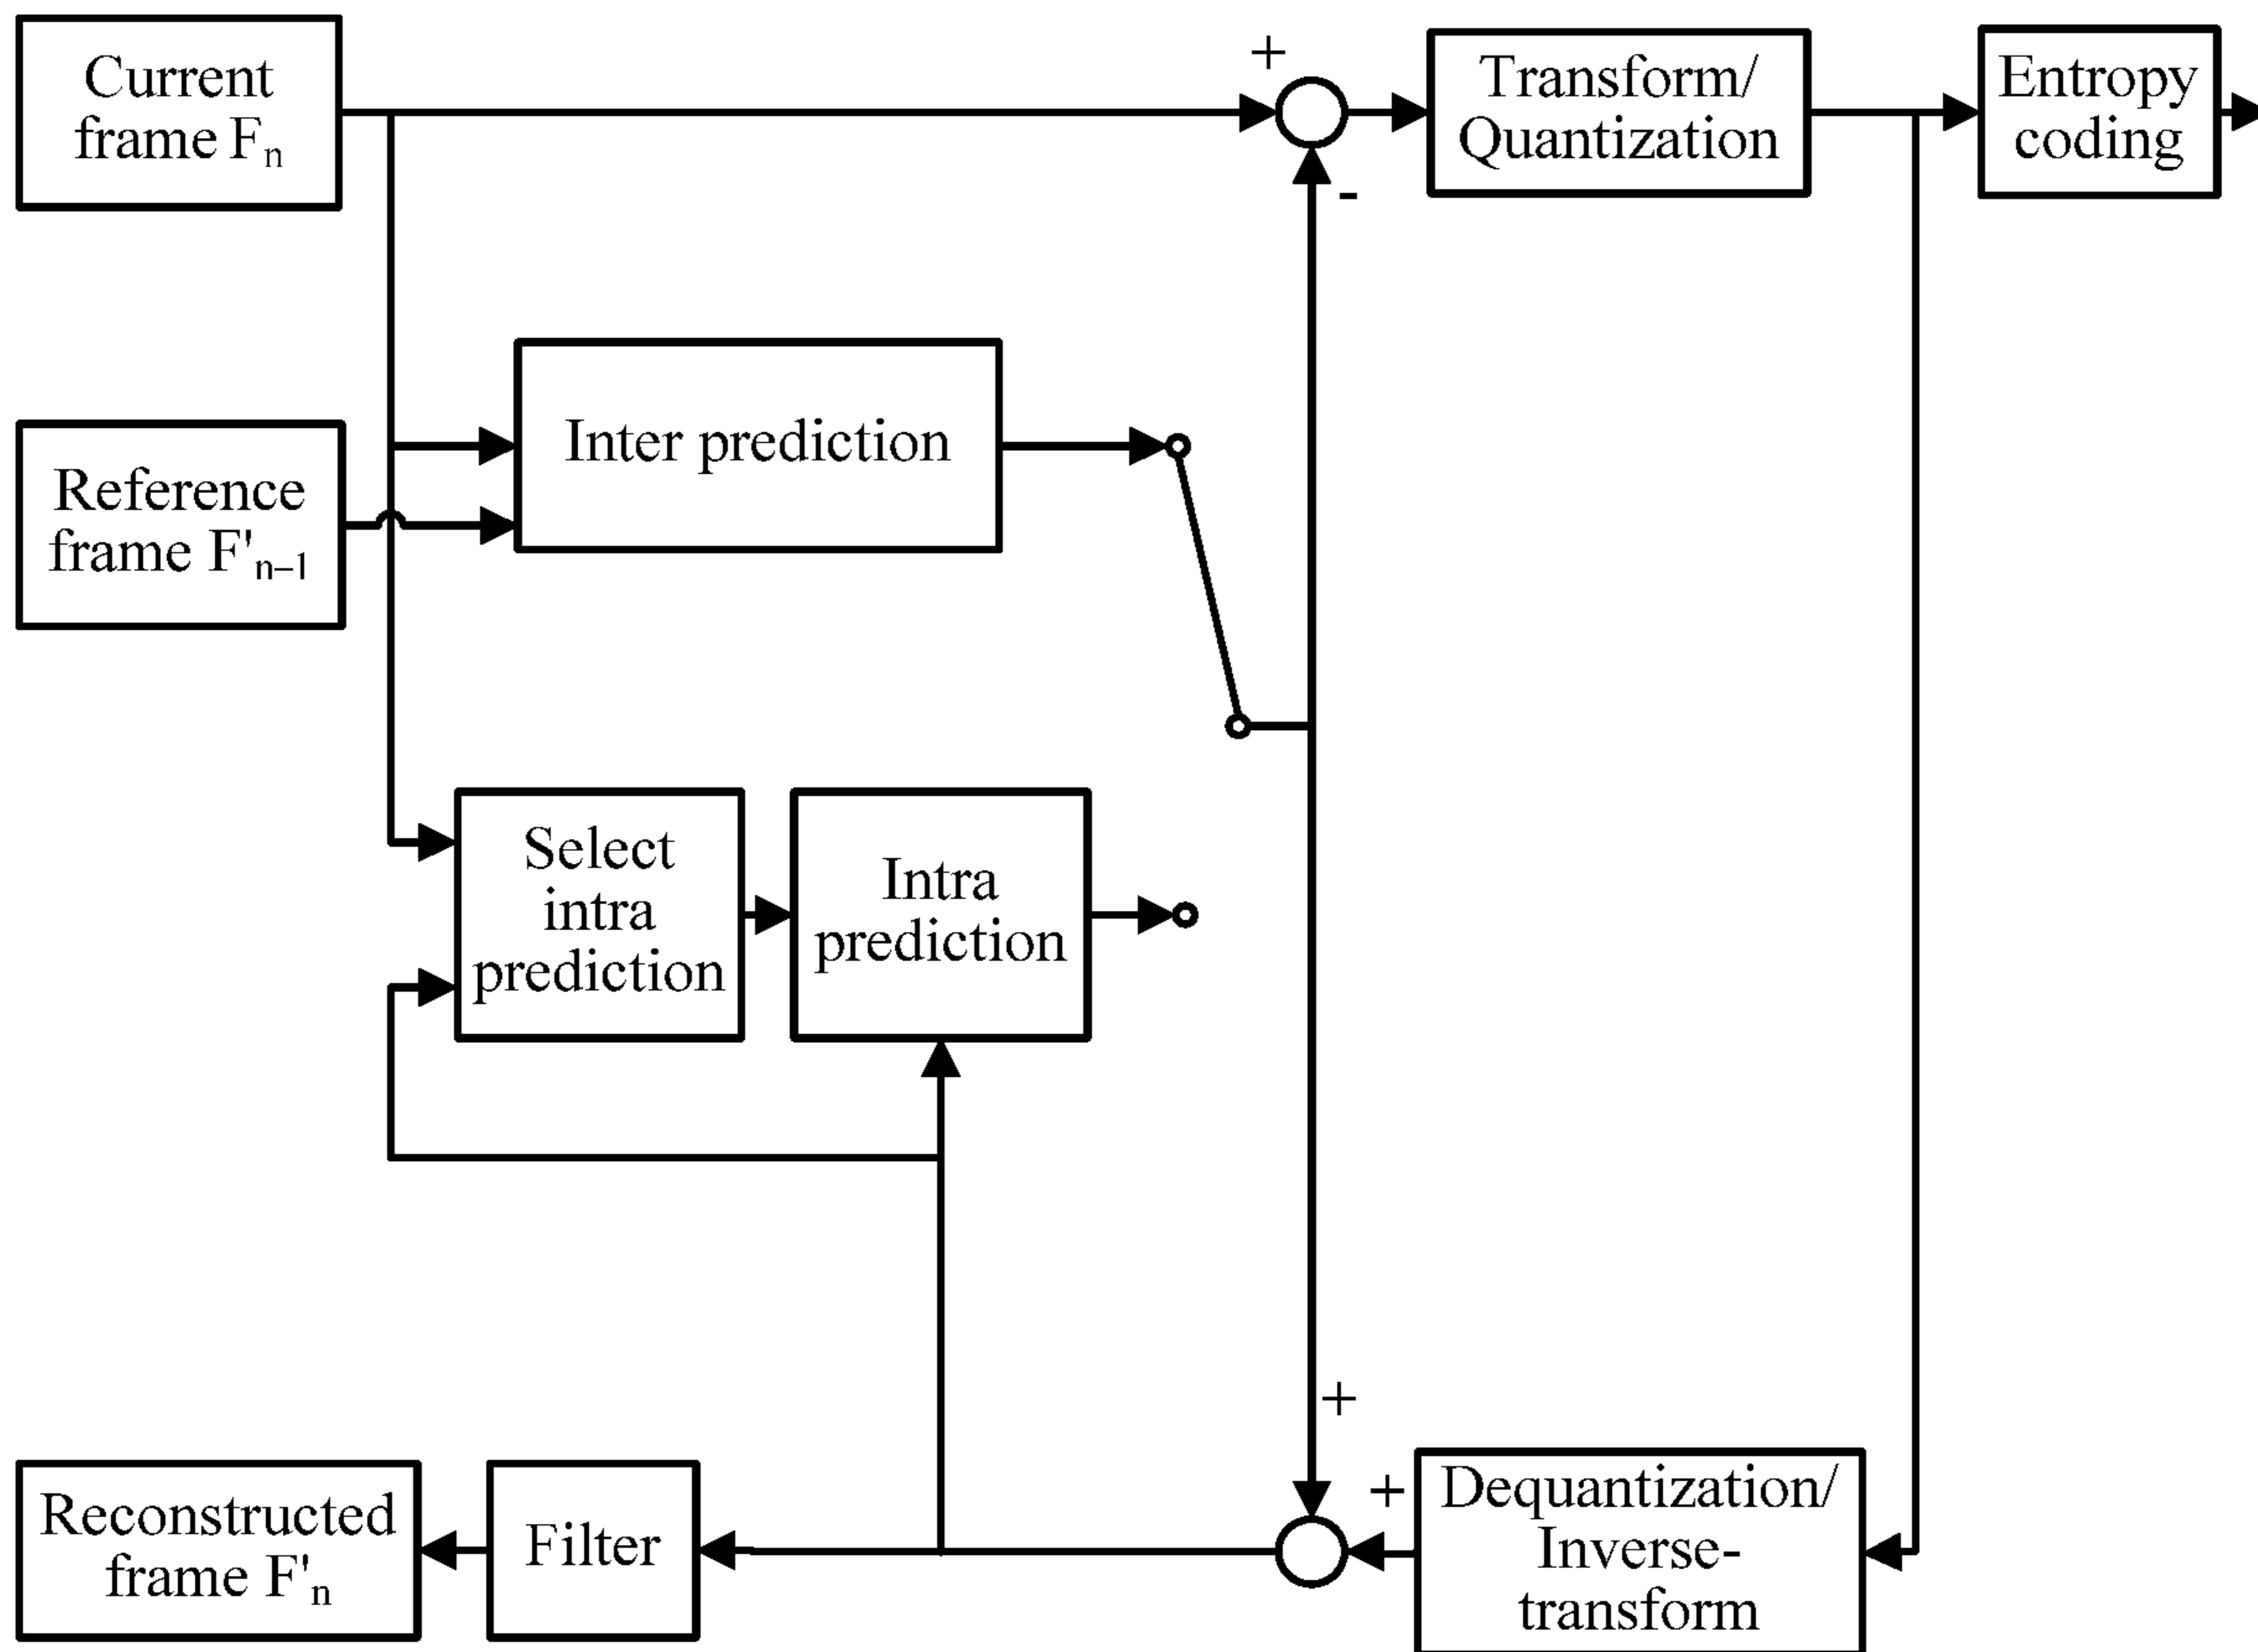 Current
frame Fn
+
-
Transform/
Quantization
Entropy
coding
Inter prediction
Reference
frame F'n−1
Select
intra
prediction
Intra
prediction
+
+
Dequantization/
Inverse-
transform
Filter
Reconstructed
frame F'n